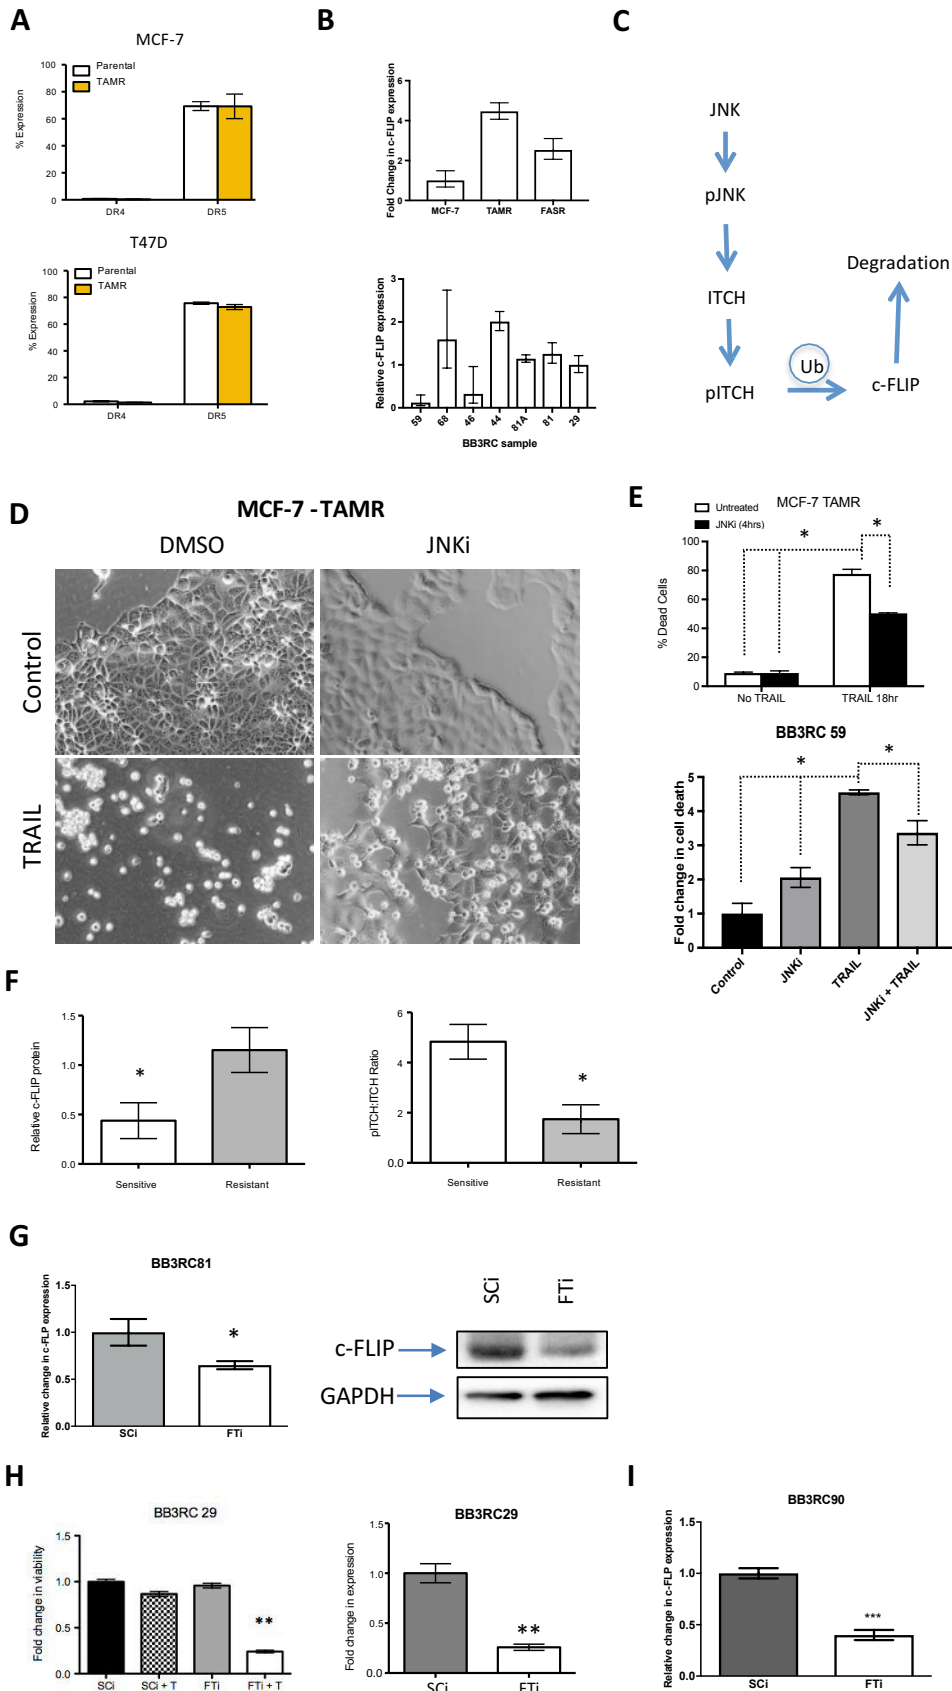 A
MCF-7
Parental
TAMR
% Expression
100
80
60
40
20
0
DR4
DR5
T47D
Parental
TAMR
% Expression
100
80
60
40
20
0
DR4
DR5
B
Fold Change in c-FLIP expression
6
4
2
0
MCF-7
TAMR
FASR
Relative c-FLIP expression
3
2
1
0
59
68
46
44
81A
81
29
BB3RC sample
C
JNK
pJNK
ITCH
pITCH
Ub
c-FLIP
Degradation
D
MCF-7 -TAMR
DMSO
JNKi
Control
TRAIL
E
MCF-7 TAMR
Untreated
JNKi (4hrs)
% Dead Cells
100
80
60
40
20
0
*
*
No TRAIL
TRAIL 18hr
BB3RC 59
Fold change in cell death
5
4
3
2
1
0
*
*
Control
JNKi
TRAIL
JNKi + TRAIL
F
Relative c-FLIP protein
1.5
1.0
0.5
0.0
*
Sensitive
Resistant
pITCH:ITCH Ratio
6
4
2
0.0
*
Sensitive
Resistant
G
BB3RC81
Relative change in c-FLP expression
1.5
1.0
0.5
0.0
*
SCi
FTi
SCi
FTi
c-FLIP
GAPDH
H
BB3RC 29
Fold change in viability
1.5
1.0
0.5
0.0
**
SCi
SCi + T
FTi
FTi + T
BB3RC29
Fold change in expression
1.5
1.0
0.5
0.0
**
SCi
FTi
I
BB3RC90
Relative change in c-FLP expression
1.5
1.0
0.5
0.0
***
SCi
FTi